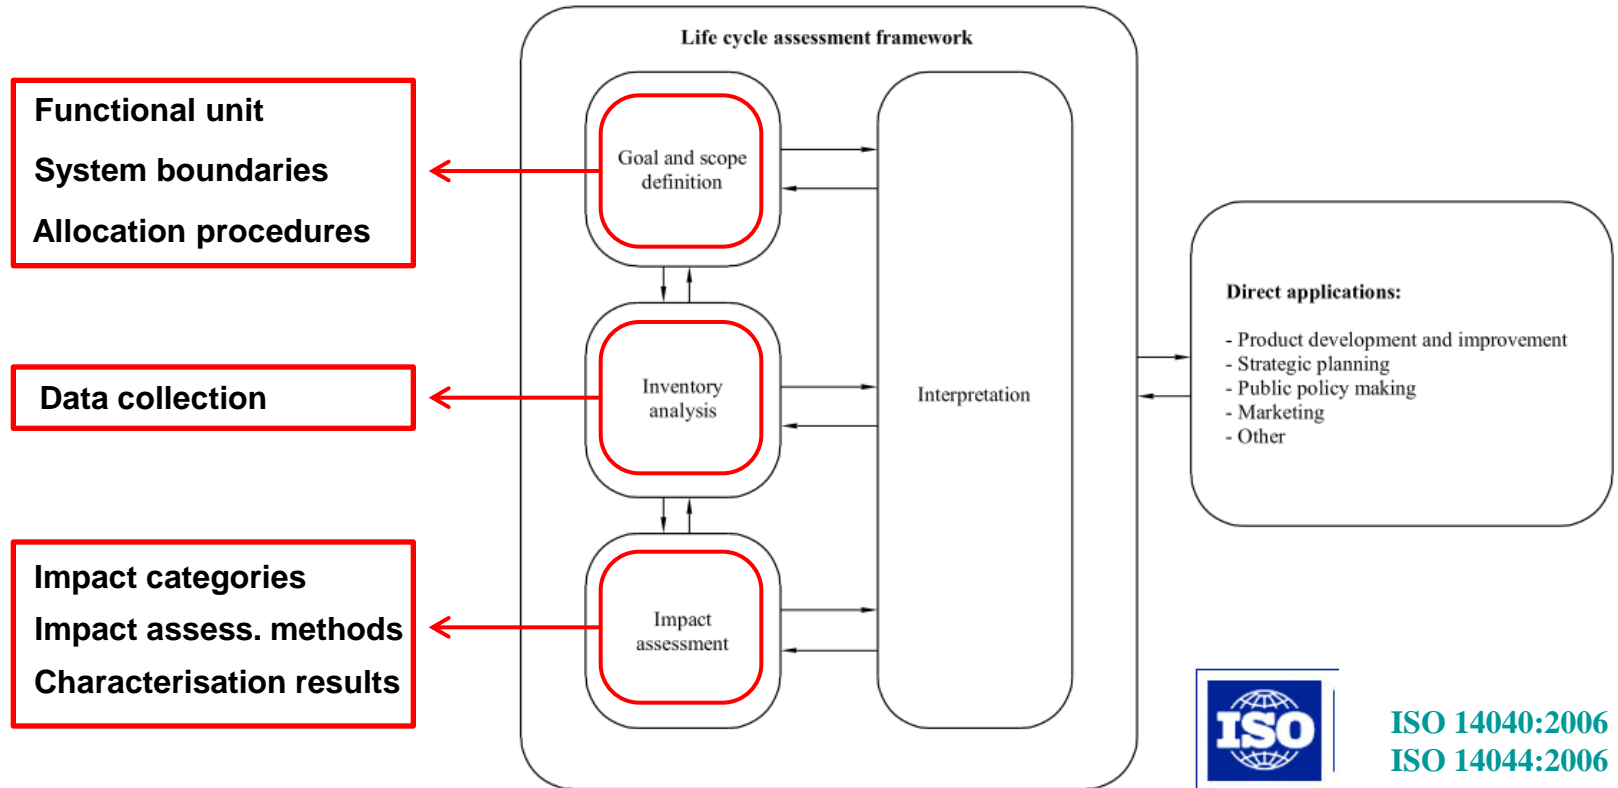 Life cycle assessment framework
Functional unit
System boundaries
Allocation procedures
Goal and scope
definition
Data collection
Inventory
analysis
Interpretation
Impact categories
Impact assess. methods
Characterisation results
Impact
assessment
Direct applications:
- Product development and improvement
- Strategic planning
- Public policy making
- Marketing
- Other
ISO
ISO 14040:2006
ISO 14044:2006